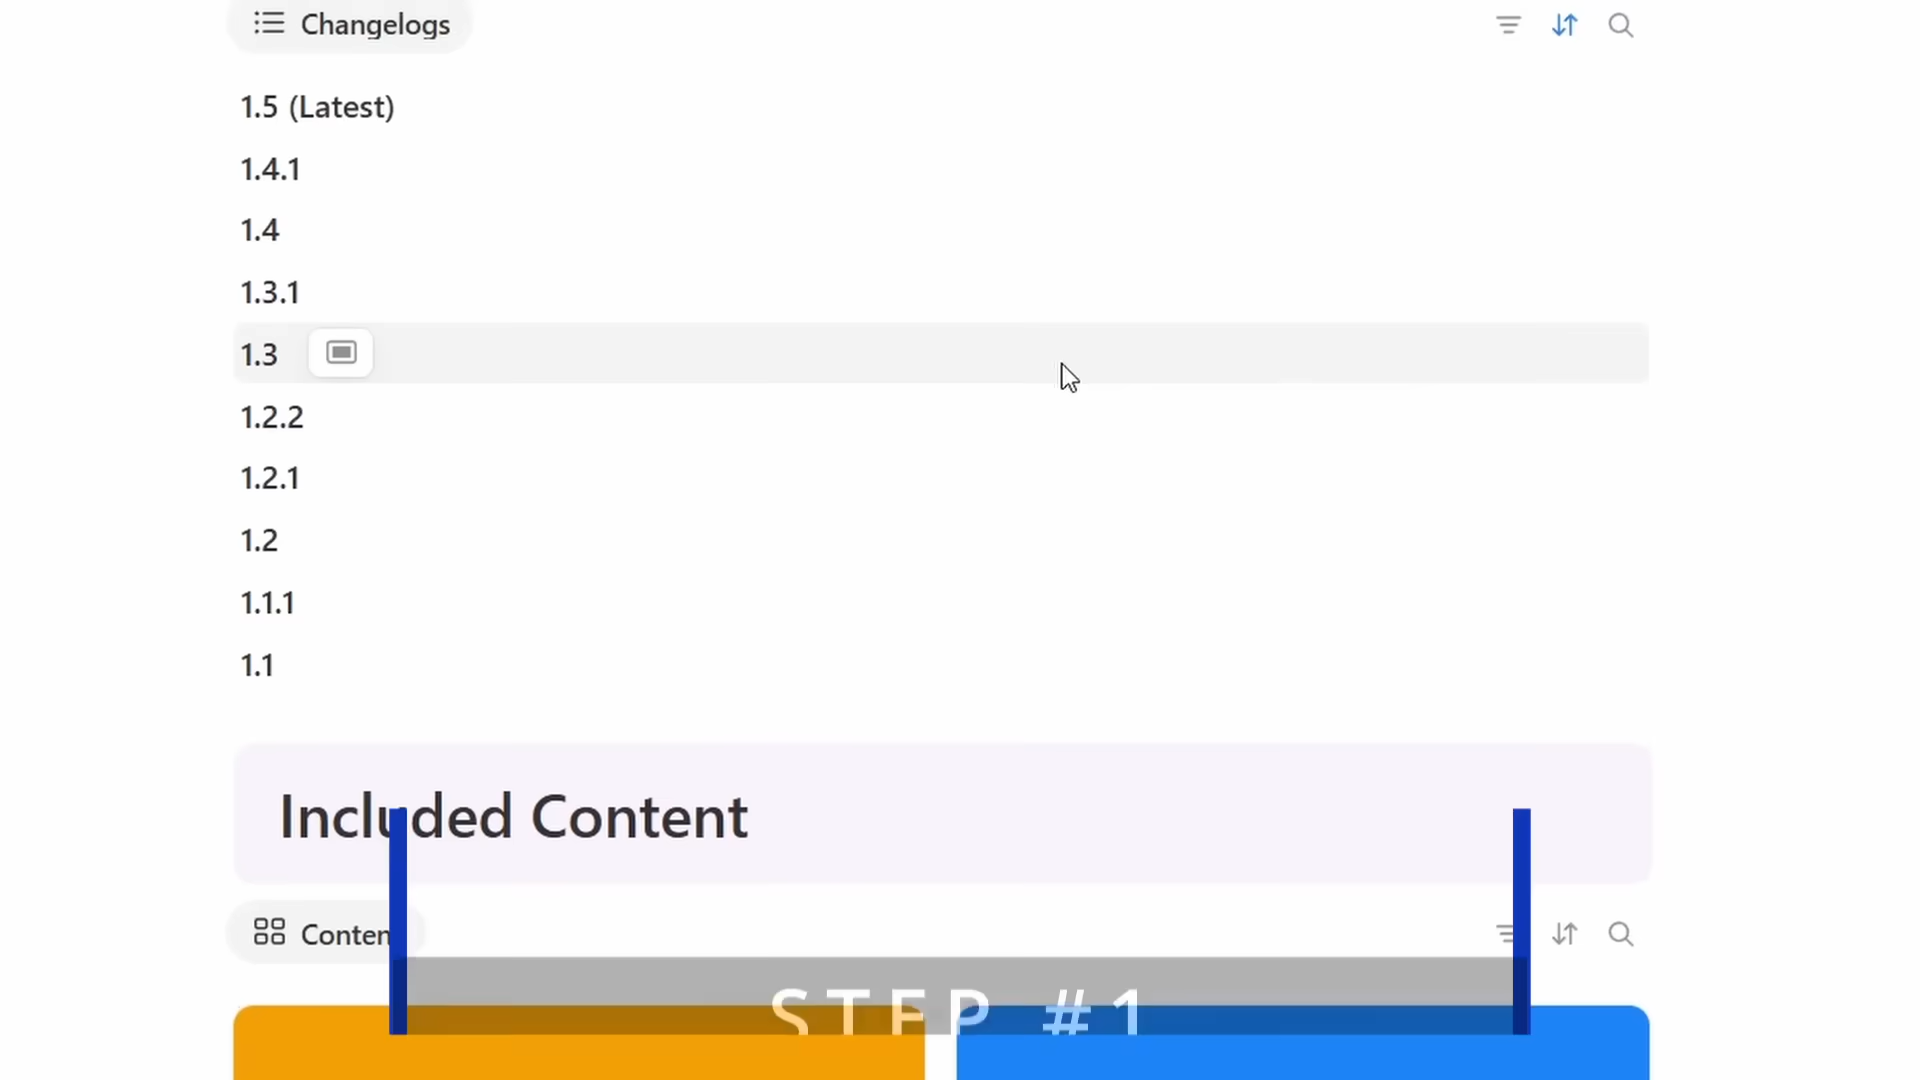 Changelogs
1.5 (Latest)
1.4.1
1.4
1.3.1
1.3
1.2.2
1.2.1
1.2
1.1.1
1.1
Included Content
Conten
STEP #1